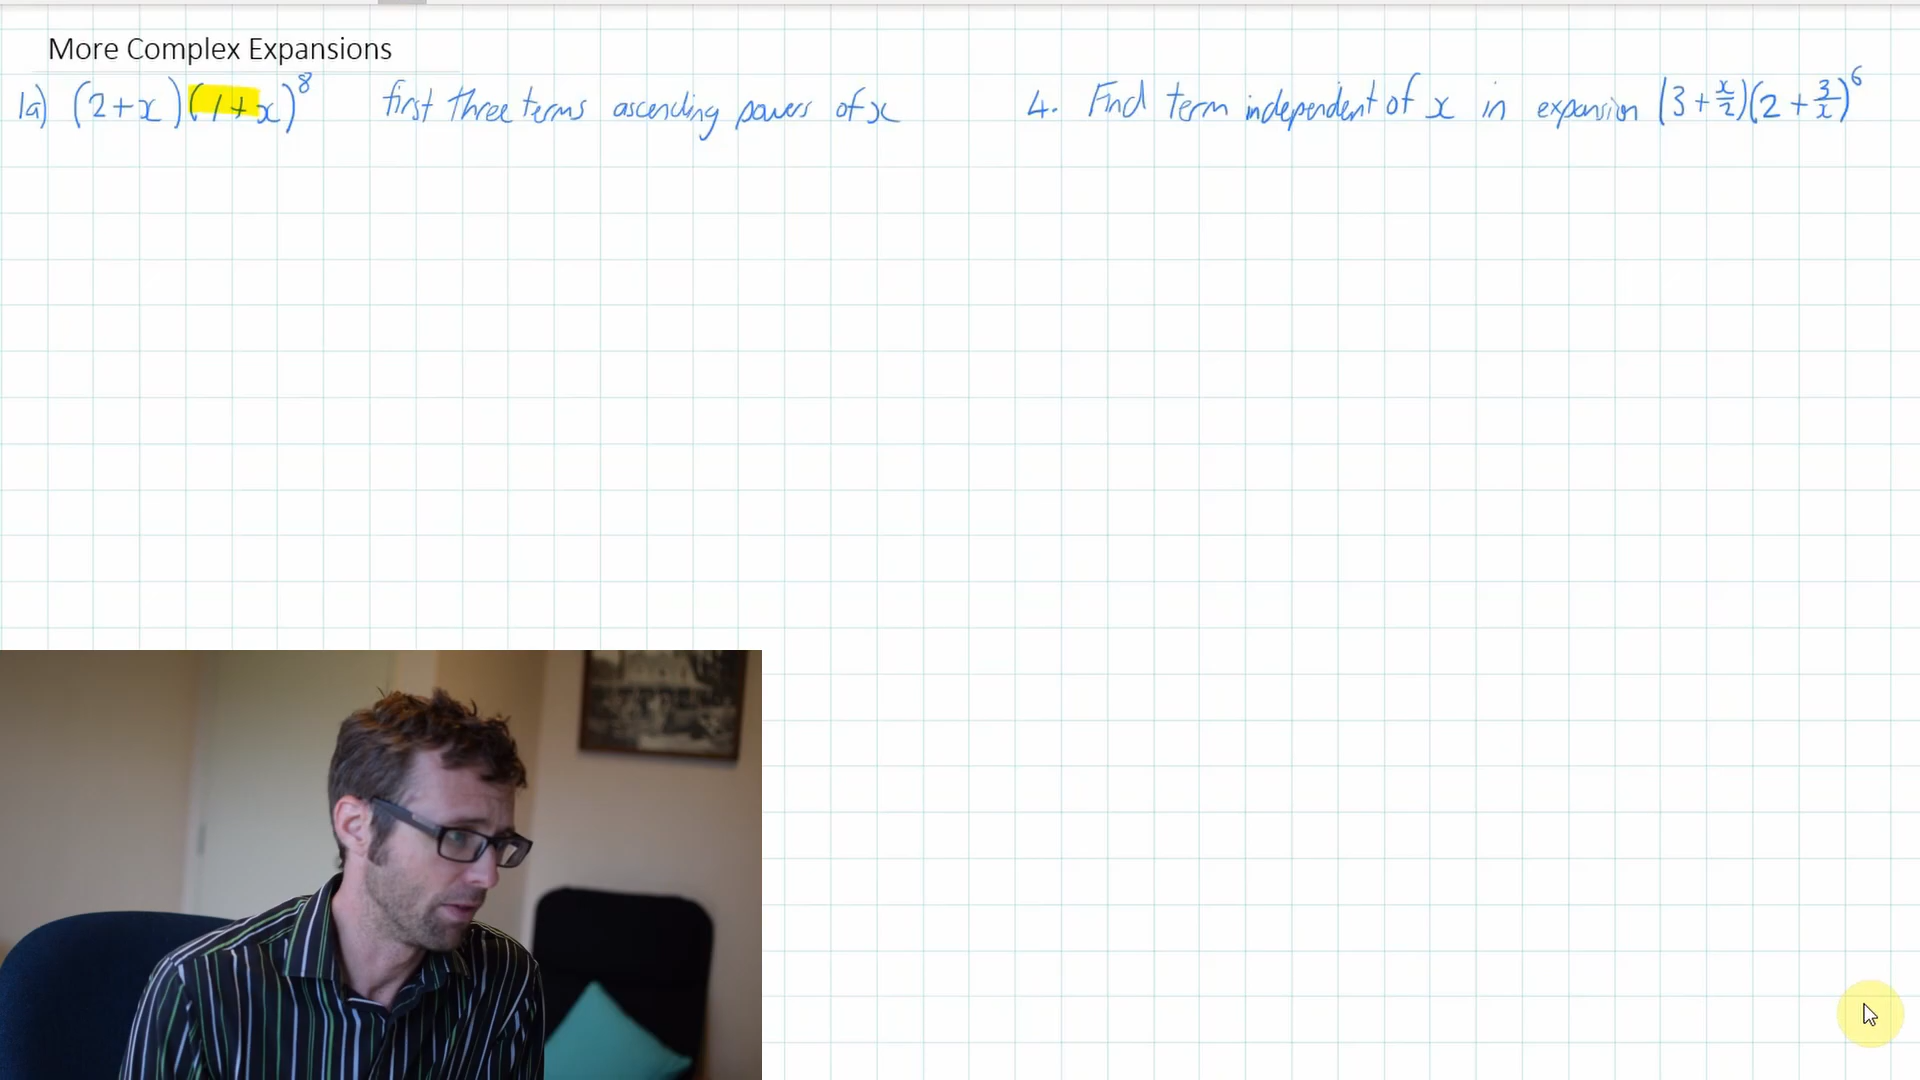 More Complex Expansions
1a) (2+x)(1+x)⁸ first three terms ascending powers of x
4. Find term independent of x in expansion (3 + x/2)(2 + 3/x)⁶